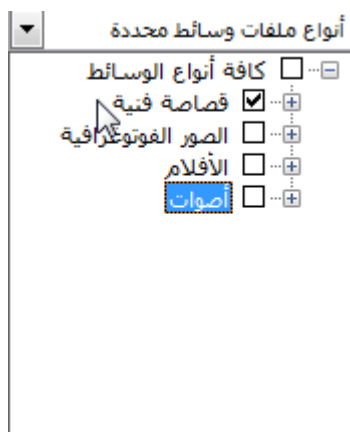 أنواع ملفات وسائط محددة
كافة أنواع الوسائط
قصاصة فنية
الصور الفوتوغرافية
الأفلام
أصوات